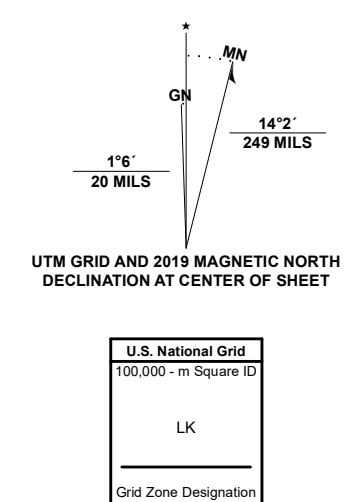 ★
MN
GN
14°2´
249 MILS
1°6´
20 MILS
UTM GRID AND 2019 MAGNETIC NORTH
DECLINATION AT CENTER OF SHEET
U.S. National Grid
100,000 - m Square ID
LK
Grid Zone Designation